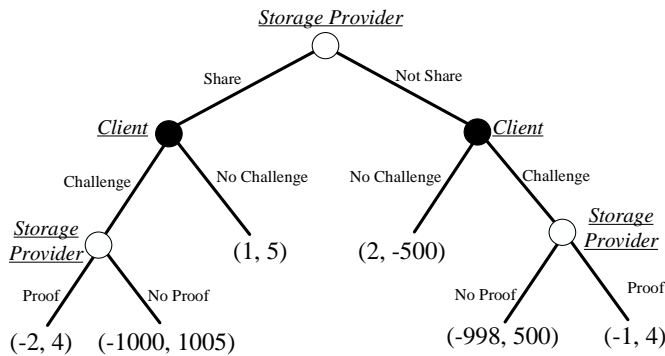 Storage Provider
Share
Not Share
Client
Client
Challenge
No Challenge
No Challenge
Challenge
Storage
Provider
Storage
Provider
(1, 5)
(2, -500)
Proof
No Proof
No Proof
Proof
(-2, 4)
(-1000, 1005)
(-998, 500)
(-1, 4)